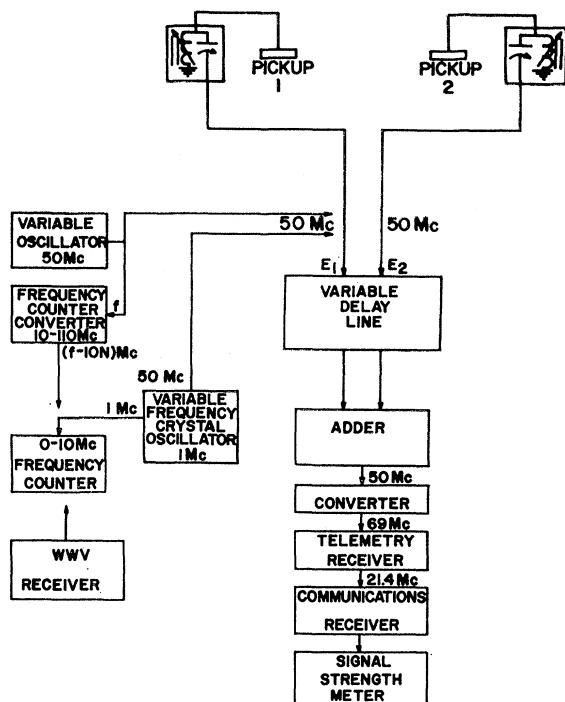 PICKUP
1
PICKUP
2
50 Mc
50 Mc
VARIABLE
OSCILLATOR
50Mc
E1
E2
VARIABLE
DELAY
LINE
FREQUENCY
COUNTER
CONVERTER
10-110Mc
f
(f-10N)Mc
50 Mc
1 Mc
VARIABLE
FREQUENCY
CRYSTAL
OSCILLATOR
1Mc
ADDER
0-10Mc
FREQUENCY
COUNTER
50Mc
CONVERTER
69Mc
TELEMETRY
RECEIVER
21.4Mc
WWV
RECEIVER
COMMUNICATIONS
RECEIVER
SIGNAL
STRENGTH
METER